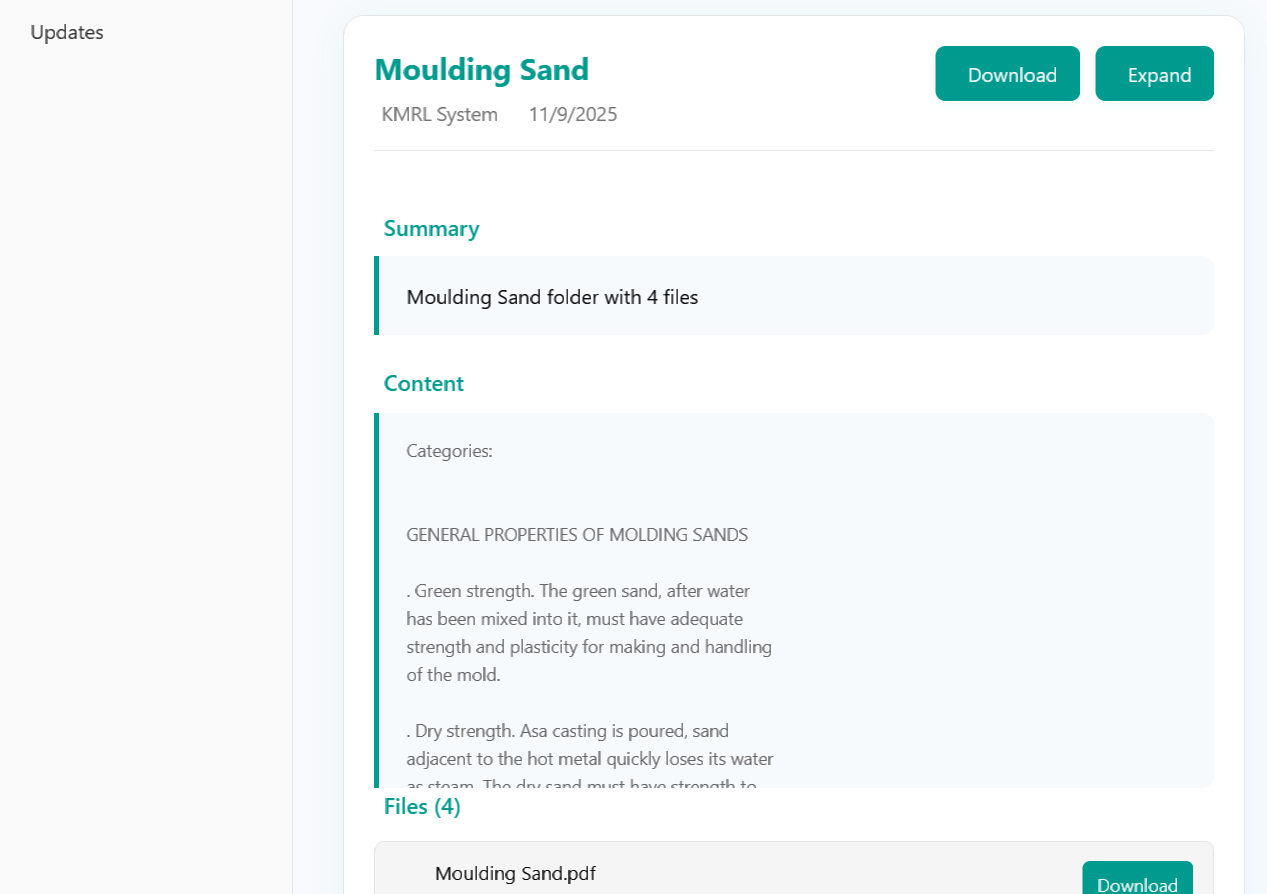 Updates
Moulding Sand
Download
Expand
KMRL System 11/9/2025
Summary
Moulding Sand folder with 4 files
Content
Categories:
GENERAL PROPERTIES OF MOLDING SANDS
. Green strength. The green sand, after water
has been mixed into it, must have adequate
strength and plasticity for making and handling
of the mold.
. Dry strength. Asa casting is poured, sand
adjacent to the hot metal quickly loses its water
as steam. The dry sand must have strength to
Files (4)
Moulding Sand.pdf
Download